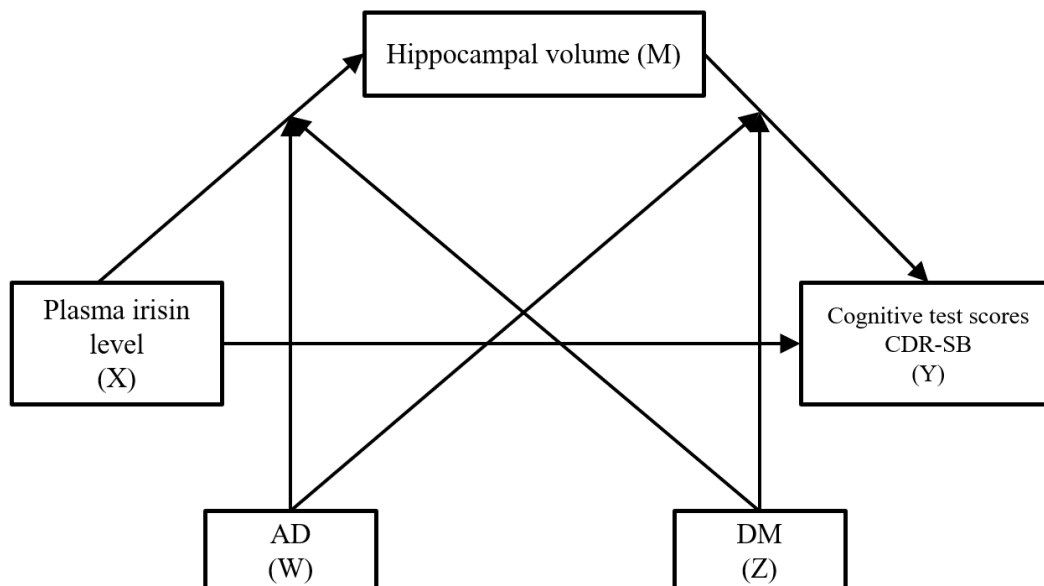 Hippocampal volume (M)
Plasma irisin
level
(X)
Cognitive test scores
CDR-SB
(Y)
AD
(W)
DM
(Z)